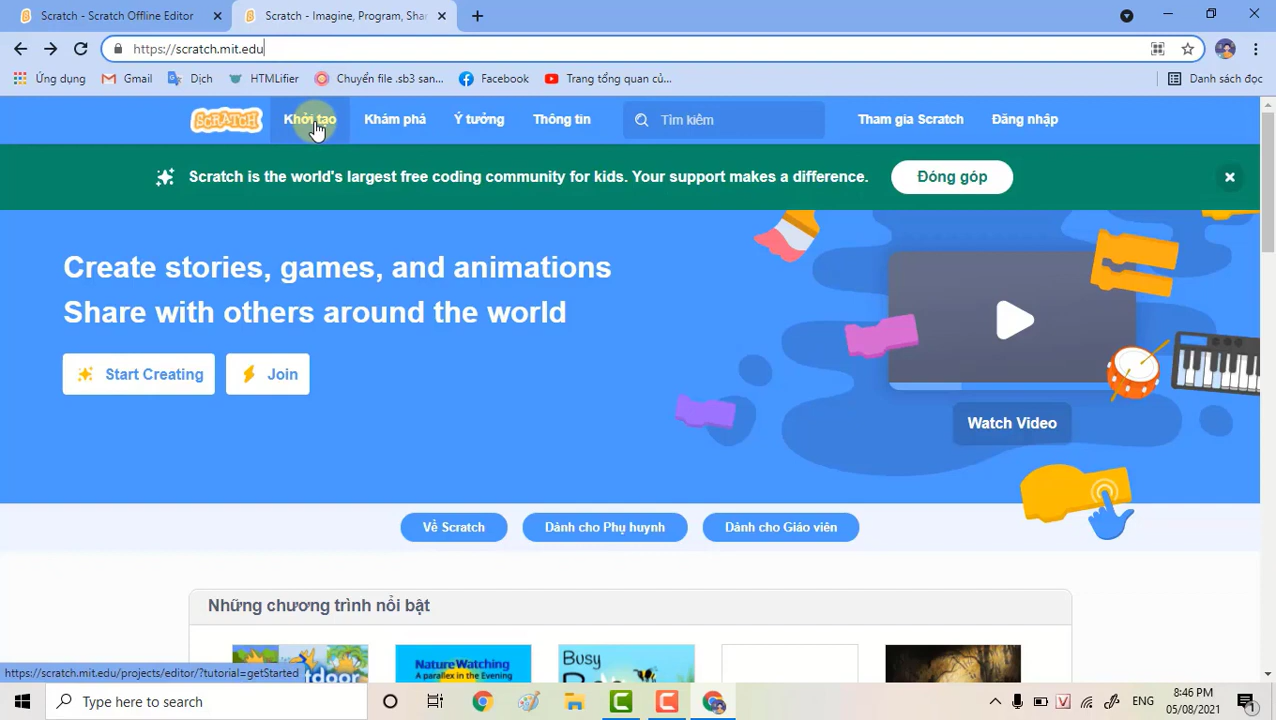 Scratch - Scratch Offline Editor
Scratch - Imagine, Program, Shar
https://scratch.mit.edu
Ứng dụng
Gmail
Dịch
HTMLifier
Chuyển file .sb3 san...
Facebook
Trang tổng quan củ...
Danh sách đọc
SCRATCH
Khởi tạo
Khám phá
Ý tưởng
Thông tin
Tìm kiếm
Tham gia Scratch
Đăng nhập
Scratch is the world's largest free coding community for kids. Your support makes a difference.
Đóng góp
Create stories, games, and animations
Share with others around the world
Start Creating
Join
Watch Video
Về Scratch
Dành cho Phụ huynh
Dành cho Giáo viên
Những chương trình nổi bật
Nature Watching
A parallex in the Evening
Busy
https://scratch.mit.edu/projects/editor/?tutorial=getStarted
Type here to search
ENG
8:46 PM
05/08/2021